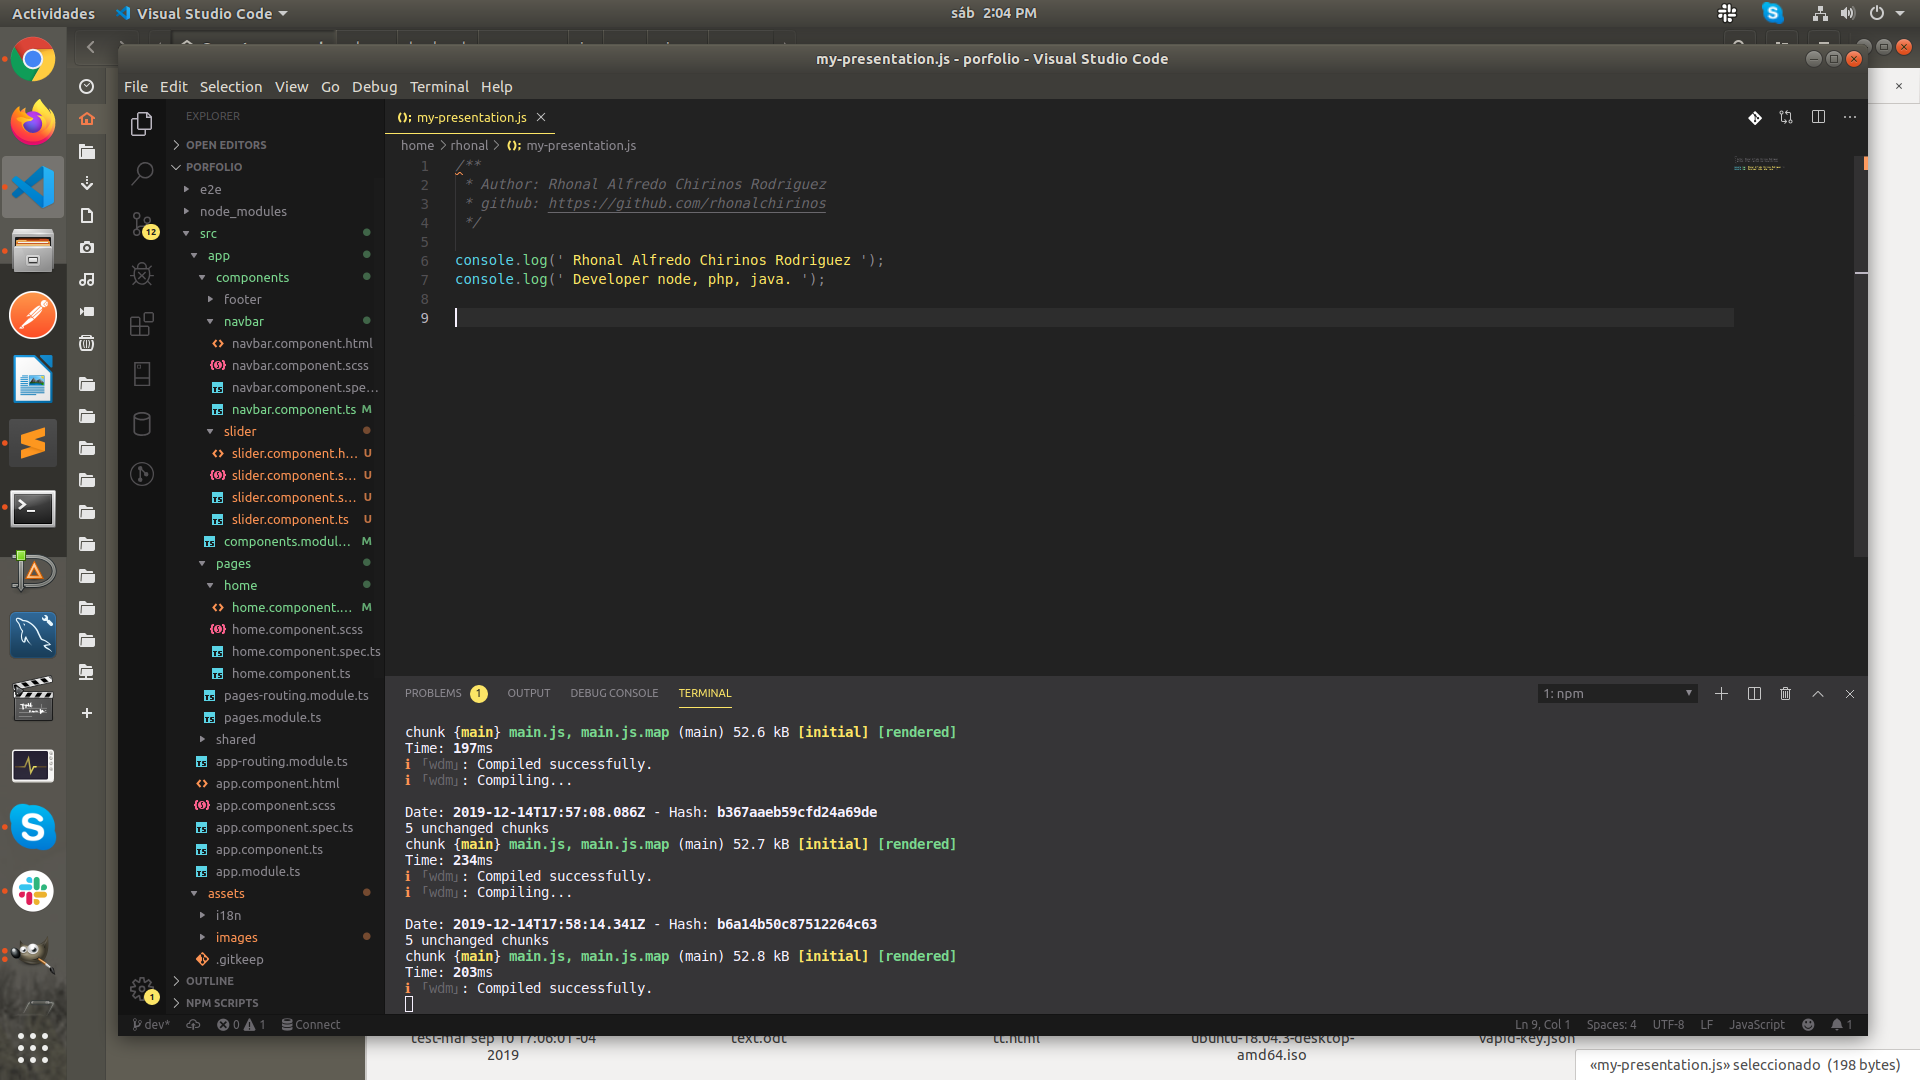 Actividades
Visual Studio Code
sáb 2:04 PM
my-presentation.js - porfolio - Visual Studio Code
File Edit Selection View Go Debug Terminal Help
EXPLORER
OPEN EDITORS
PORFOLIO
e2e
node_modules
src
app
components
footer
navbar
navbar.component.html
navbar.component.scss
navbar.component.spe...
navbar.component.ts M
slider
slider.component.h... U
slider.component.s... U
slider.component.s... U
slider.component.ts U
components.modul... M
pages
home
home.component.... M
home.component.scss
home.component.spec.ts
home.component.ts
pages-routing.module.ts
pages.module.ts
shared
app-routing.module.ts
app.component.html
app.component.scss
app.component.spec.ts
app.component.ts
app.module.ts
assets
i18n
images
.gitkeep
OUTLINE
NPM SCRIPTS
12
1
my-presentation.js
home > rhonal > my-presentation.js
1 /**
2 * Author: Rhonal Alfredo Chirinos Rodriguez
3 * github: https://github.com/rhonalchirinos
4 */
5
6 console.log(' Rhonal Alfredo Chirinos Rodriguez ');
7 console.log(' Developer node, php, java. ');
8
9
PROBLEMS 1 OUTPUT DEBUG CONSOLE TERMINAL
1: npm
chunk {main} main.js, main.js.map (main) 52.6 kB [initial] [rendered]
Time: 197ms
ℹ ｢wdm｣: Compiled successfully.
ℹ ｢wdm｣: Compiling...
Date: 2019-12-14T17:57:08.086Z - Hash: b367aaeb59cfd24a69de
5 unchanged chunks
chunk {main} main.js, main.js.map (main) 52.7 kB [initial] [rendered]
Time: 234ms
ℹ ｢wdm｣: Compiled successfully.
ℹ ｢wdm｣: Compiling...
Date: 2019-12-14T17:58:14.341Z - Hash: b6a14b50c87512264c63
5 unchanged chunks
chunk {main} main.js, main.js.map (main) 52.8 kB [initial] [rendered]
Time: 203ms
ℹ ｢wdm｣: Compiled successfully.
dev* 0 1 Connect
Ln 9, Col 1 Spaces: 4 UTF-8 LF JavaScript 1
test-mar sep 10 17:06:01 -04
2019
text.odt
tt.html
ubuntu-18.04.3-desktop-
amd64.iso
vapid-key.json
«my-presentation.js» seleccionado (198 bytes)